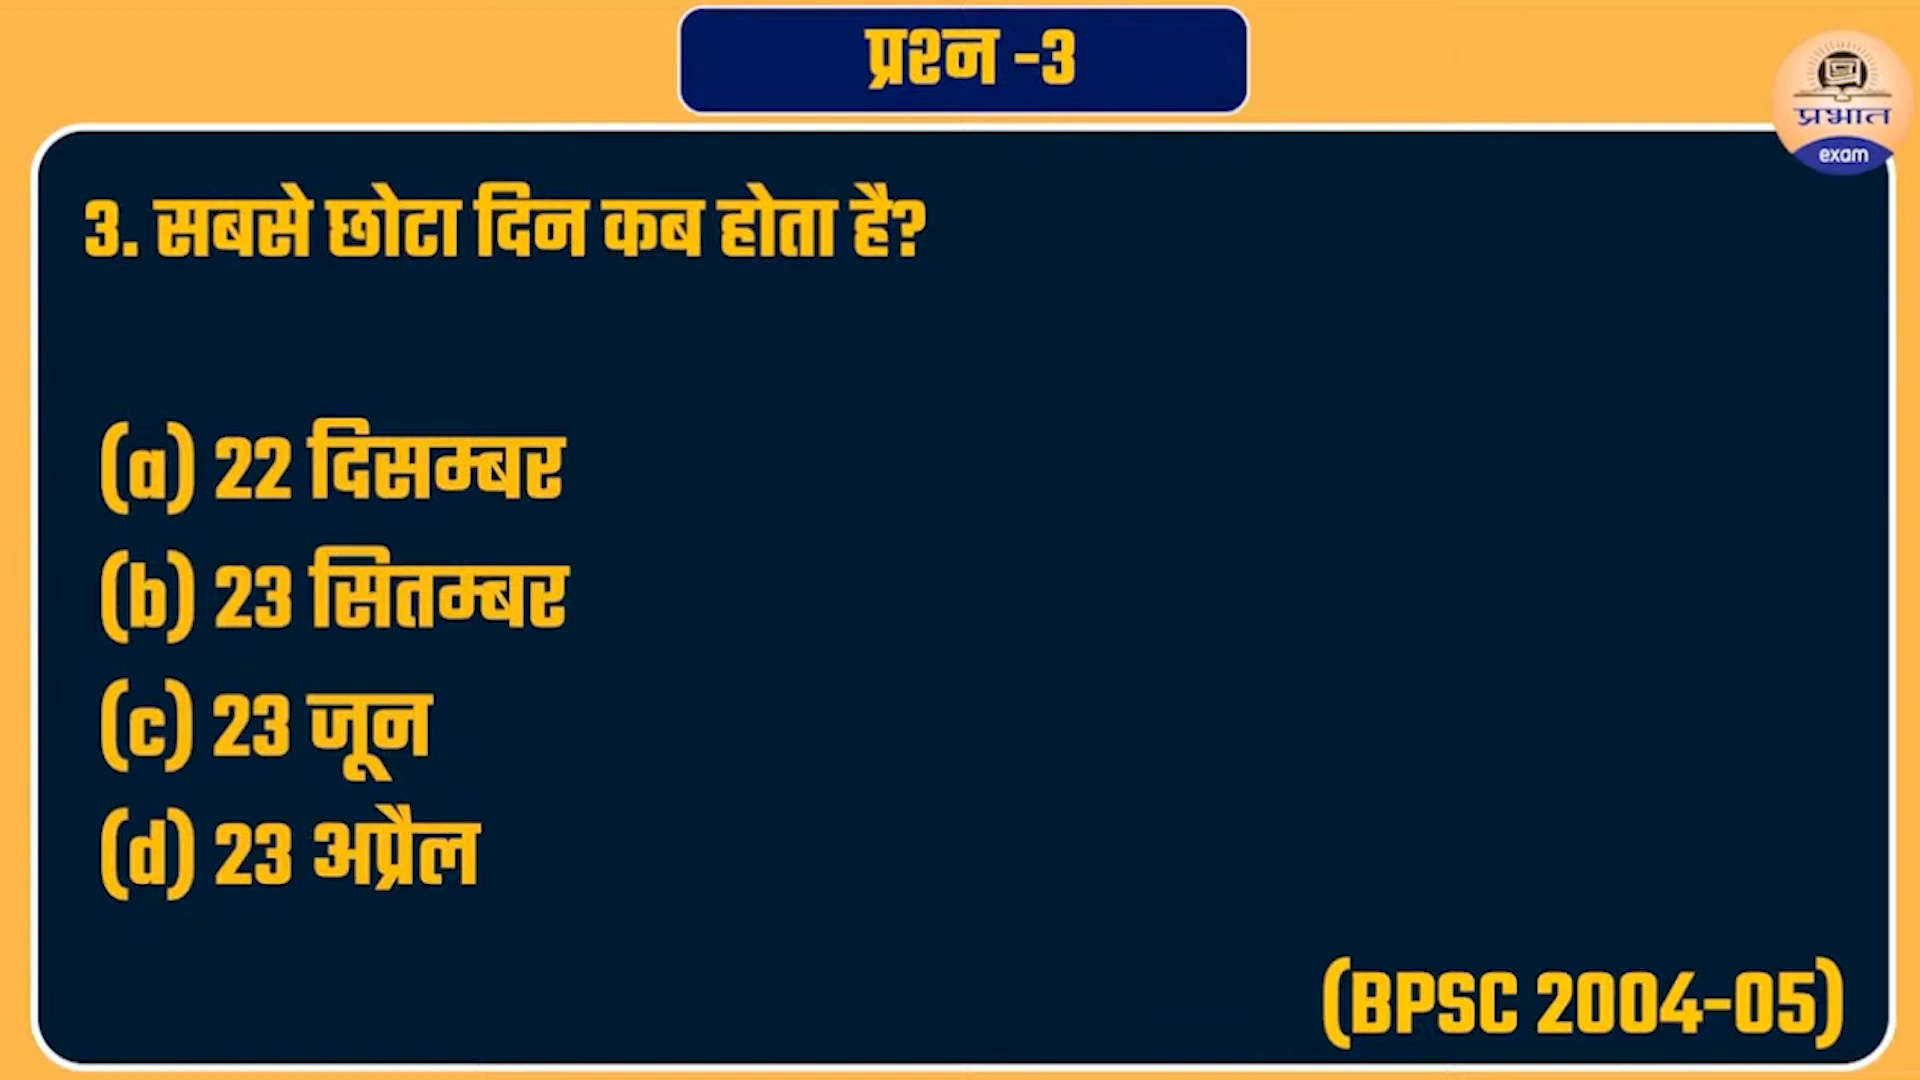 प्रश्न -3
प्रभात
exam
3. सबसे छोटा दिन कब होता है?
(a) 22 दिसम्बर
(b) 23 सितम्बर
(c) 23 जून
(d) 23 अप्रैल
(BPSC 2004-05)